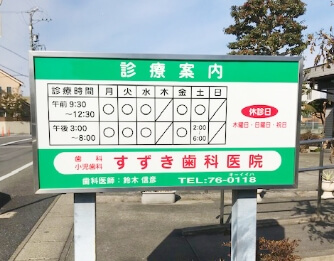 診療案内
診療時間 月 火 水 木 金 土 日
午前 9:30 ～12:30 ○ ○ ○ ／ ○ ○ ／
午後 3:00 ～8:00 ○ ○ ○ ／ ○ 2:00 ～ 6:00 ／
休診日
木曜日・日曜日・祝日
歯科 小児歯科 すずき歯科医院
歯科医師：鈴木 信彦 TEL:76-0118